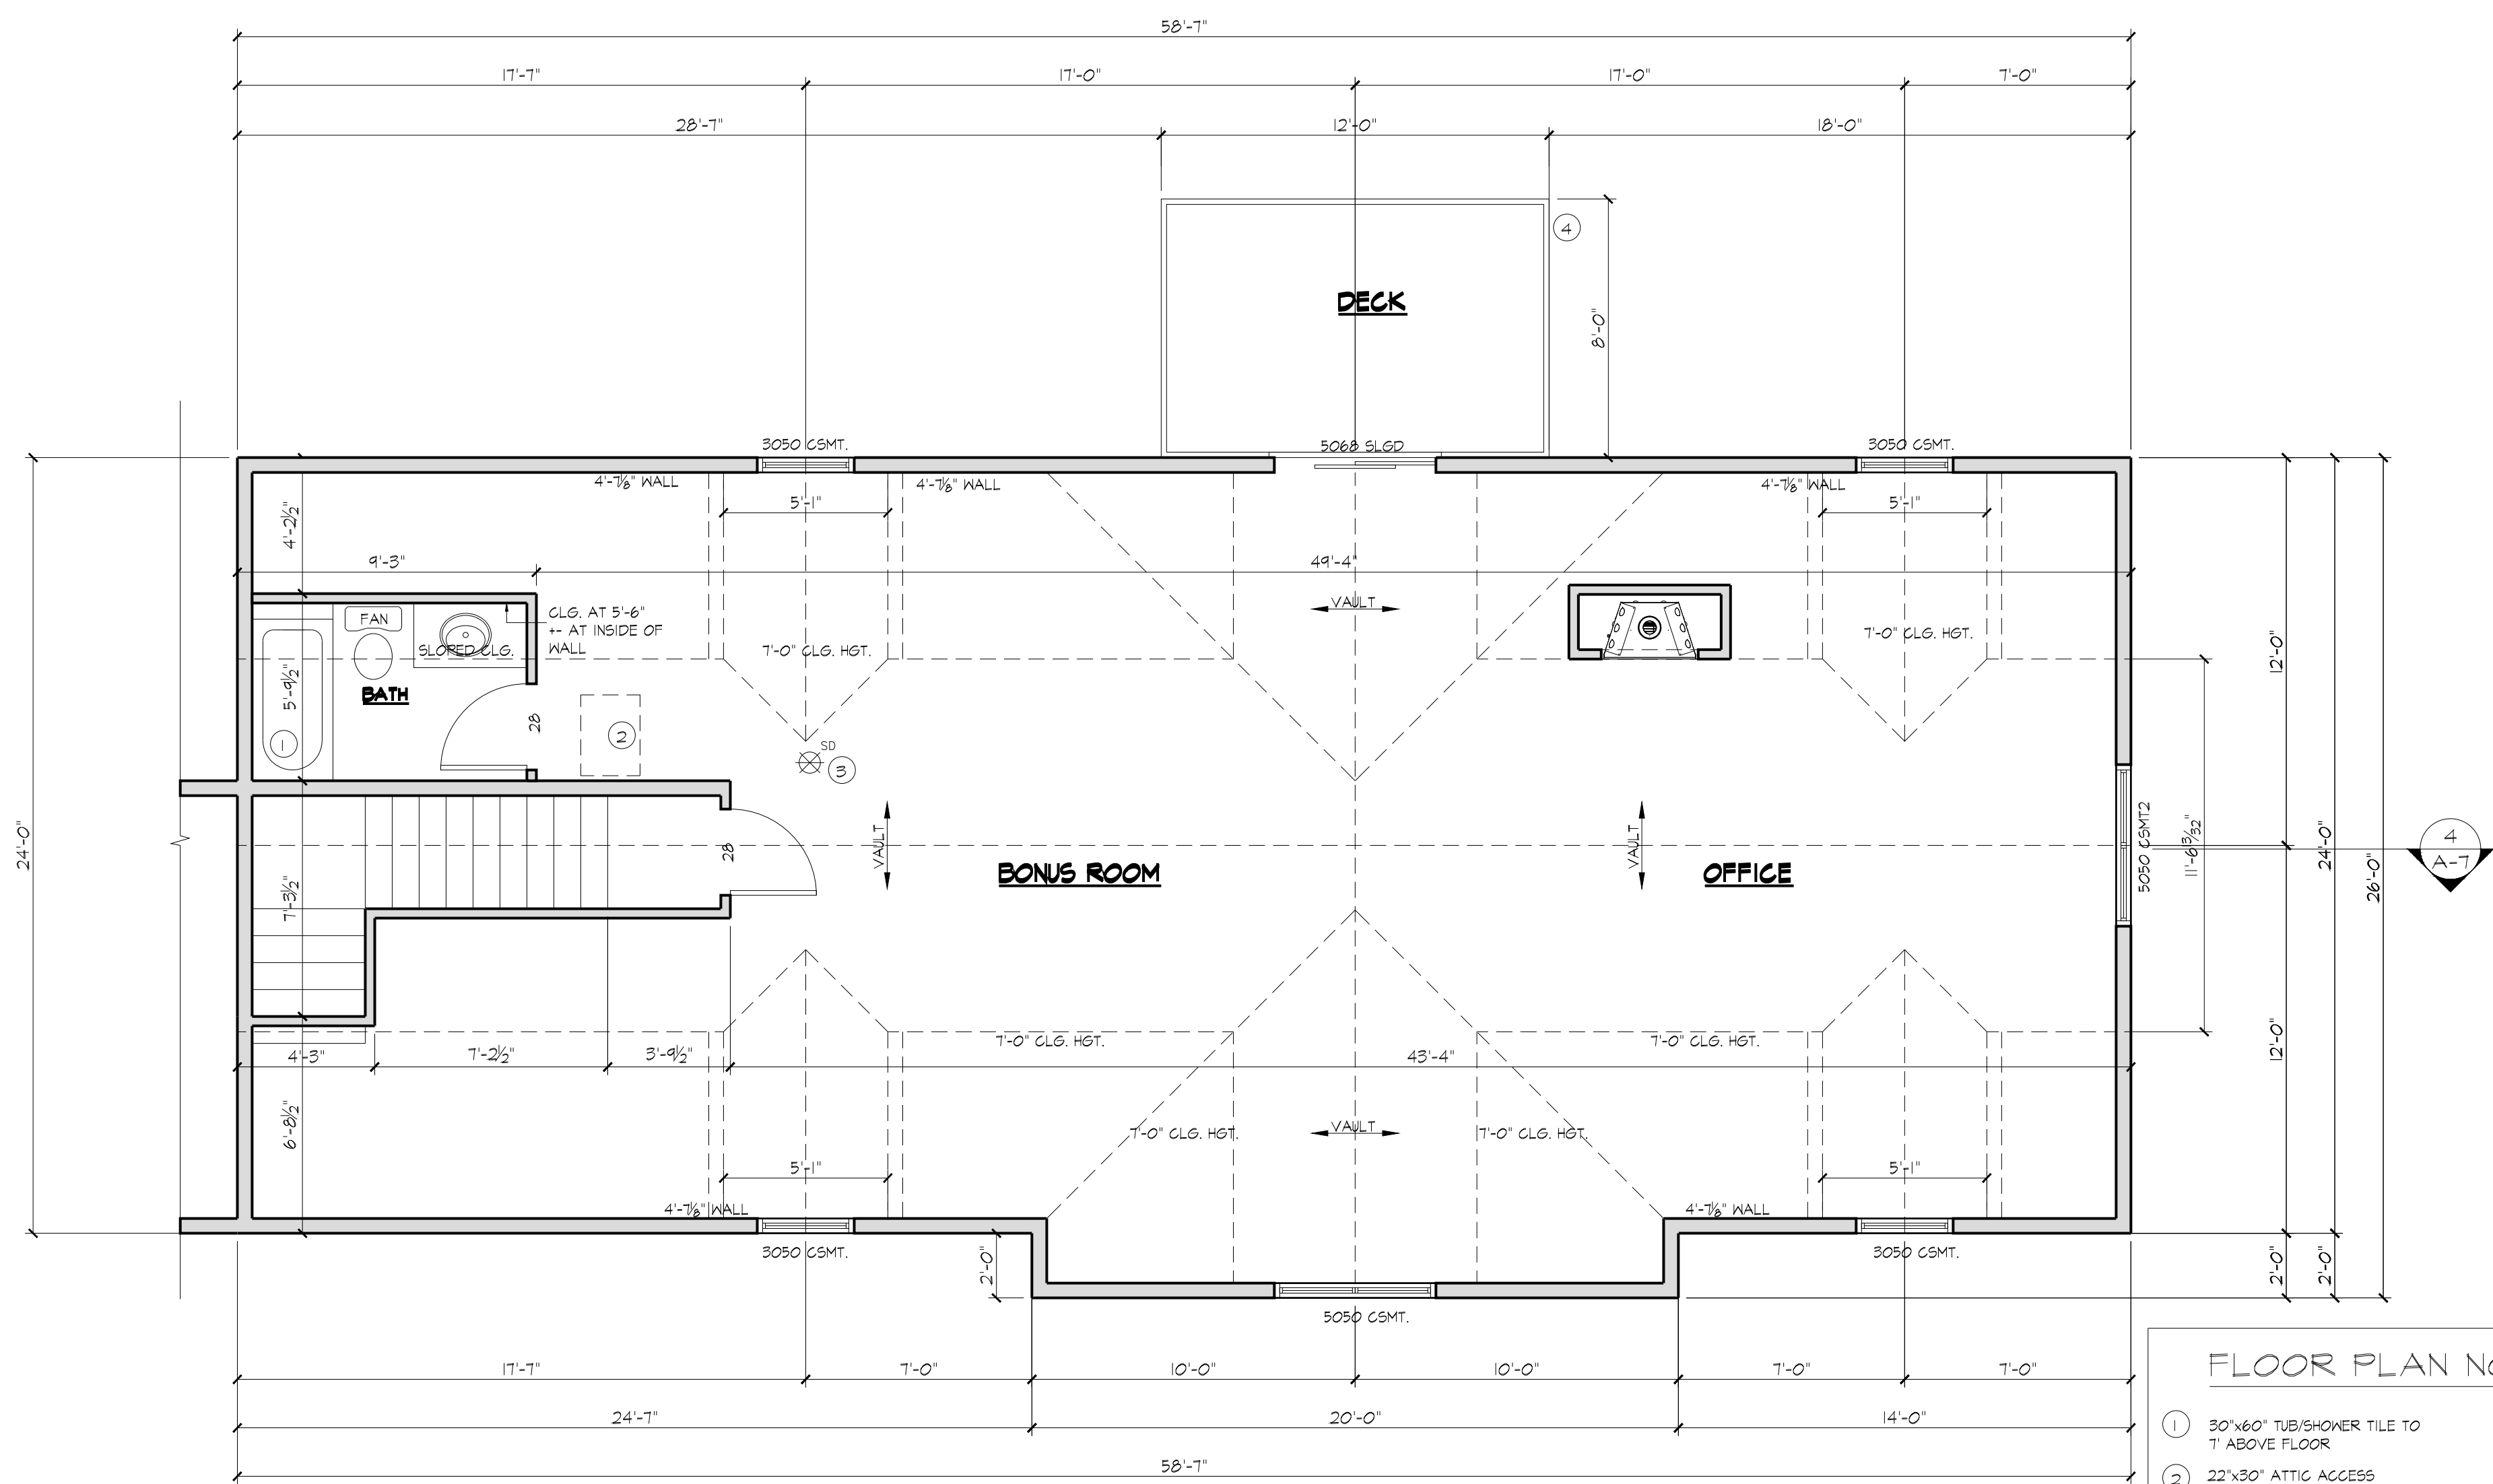 58'-7"
17'-7" 17'-0" 17'-0" 7'-0"
28'-7" 12'-0" 18'-0"
4
DECK
8'-0"
3050 CSMT. 5068 SLGD 3050 CSMT.
4'-7⅛" WALL 4'-7⅛" WALL 4'-7⅛" WALL
5'-1" 5'-1"
4'-2½"
9'-3" 49'-4"
FAN
CLG. AT 5'-6"
+- AT INSIDE OF
WALL
VAULT
SLOPED CLG. 7'-0" CLG. HGT. 7'-0" CLG. HGT.
12'-0"
5'-9½"
BATH
28
1
2
SD
3
24'-0"
28
VAULT
VAULT
BONUS ROOM
OFFICE
5050 CSMT2
11'-6 3/32"
24'-0"
26'-0"
4
A-7
7'-3½"
7'-0" CLG. HGT. 7'-0" CLG. HGT.
4'-3" 7'-2½" 3'-9½" 43'-4"
12'-0"
6'-8½"
7'-0" CLG. HGT. VAULT 7'-0" CLG. HGT.
5'-1" 5'-1"
4'-7⅛" WALL 4'-7⅛" WALL
3050 CSMT. 2'-0" 3050 CSMT. 2'-0" 2'-0"
5050 CSMT.
17'-7" 7'-0" 10'-0" 10'-0" 7'-0" 7'-0"
24'-7" 20'-0" 14'-0"
58'-7"
FLOOR PLAN
1 30"x60" TUB/SHOWER TILE TO
7' ABOVE FLOOR
2 22"x30" ATTIC ACCESS